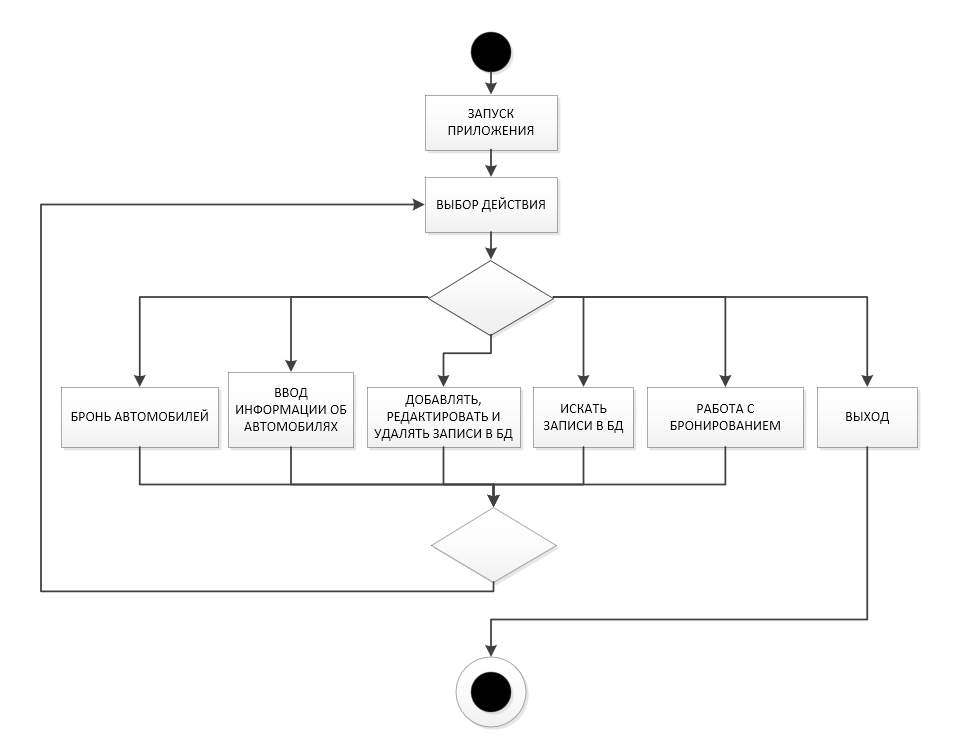 ЗАПУСК
ПРИЛОЖЕНИЯ
ВЫБОР ДЕЙСТВИЯ
БРОНЬ АВТОМОБИЛЕЙ
ВВОД
ИНФОРМАЦИИ ОБ
АВТОМОБИЛЯХ
ДОБАВЛЯТЬ,
РЕДАКТИРОВАТЬ И
УДАЛЯТЬ ЗАПИСИ В БД
ИСКАТЬ
ЗАПИСИ В БД
РАБОТА С
БРОНИРОВАНИЕМ
ВЫХОД